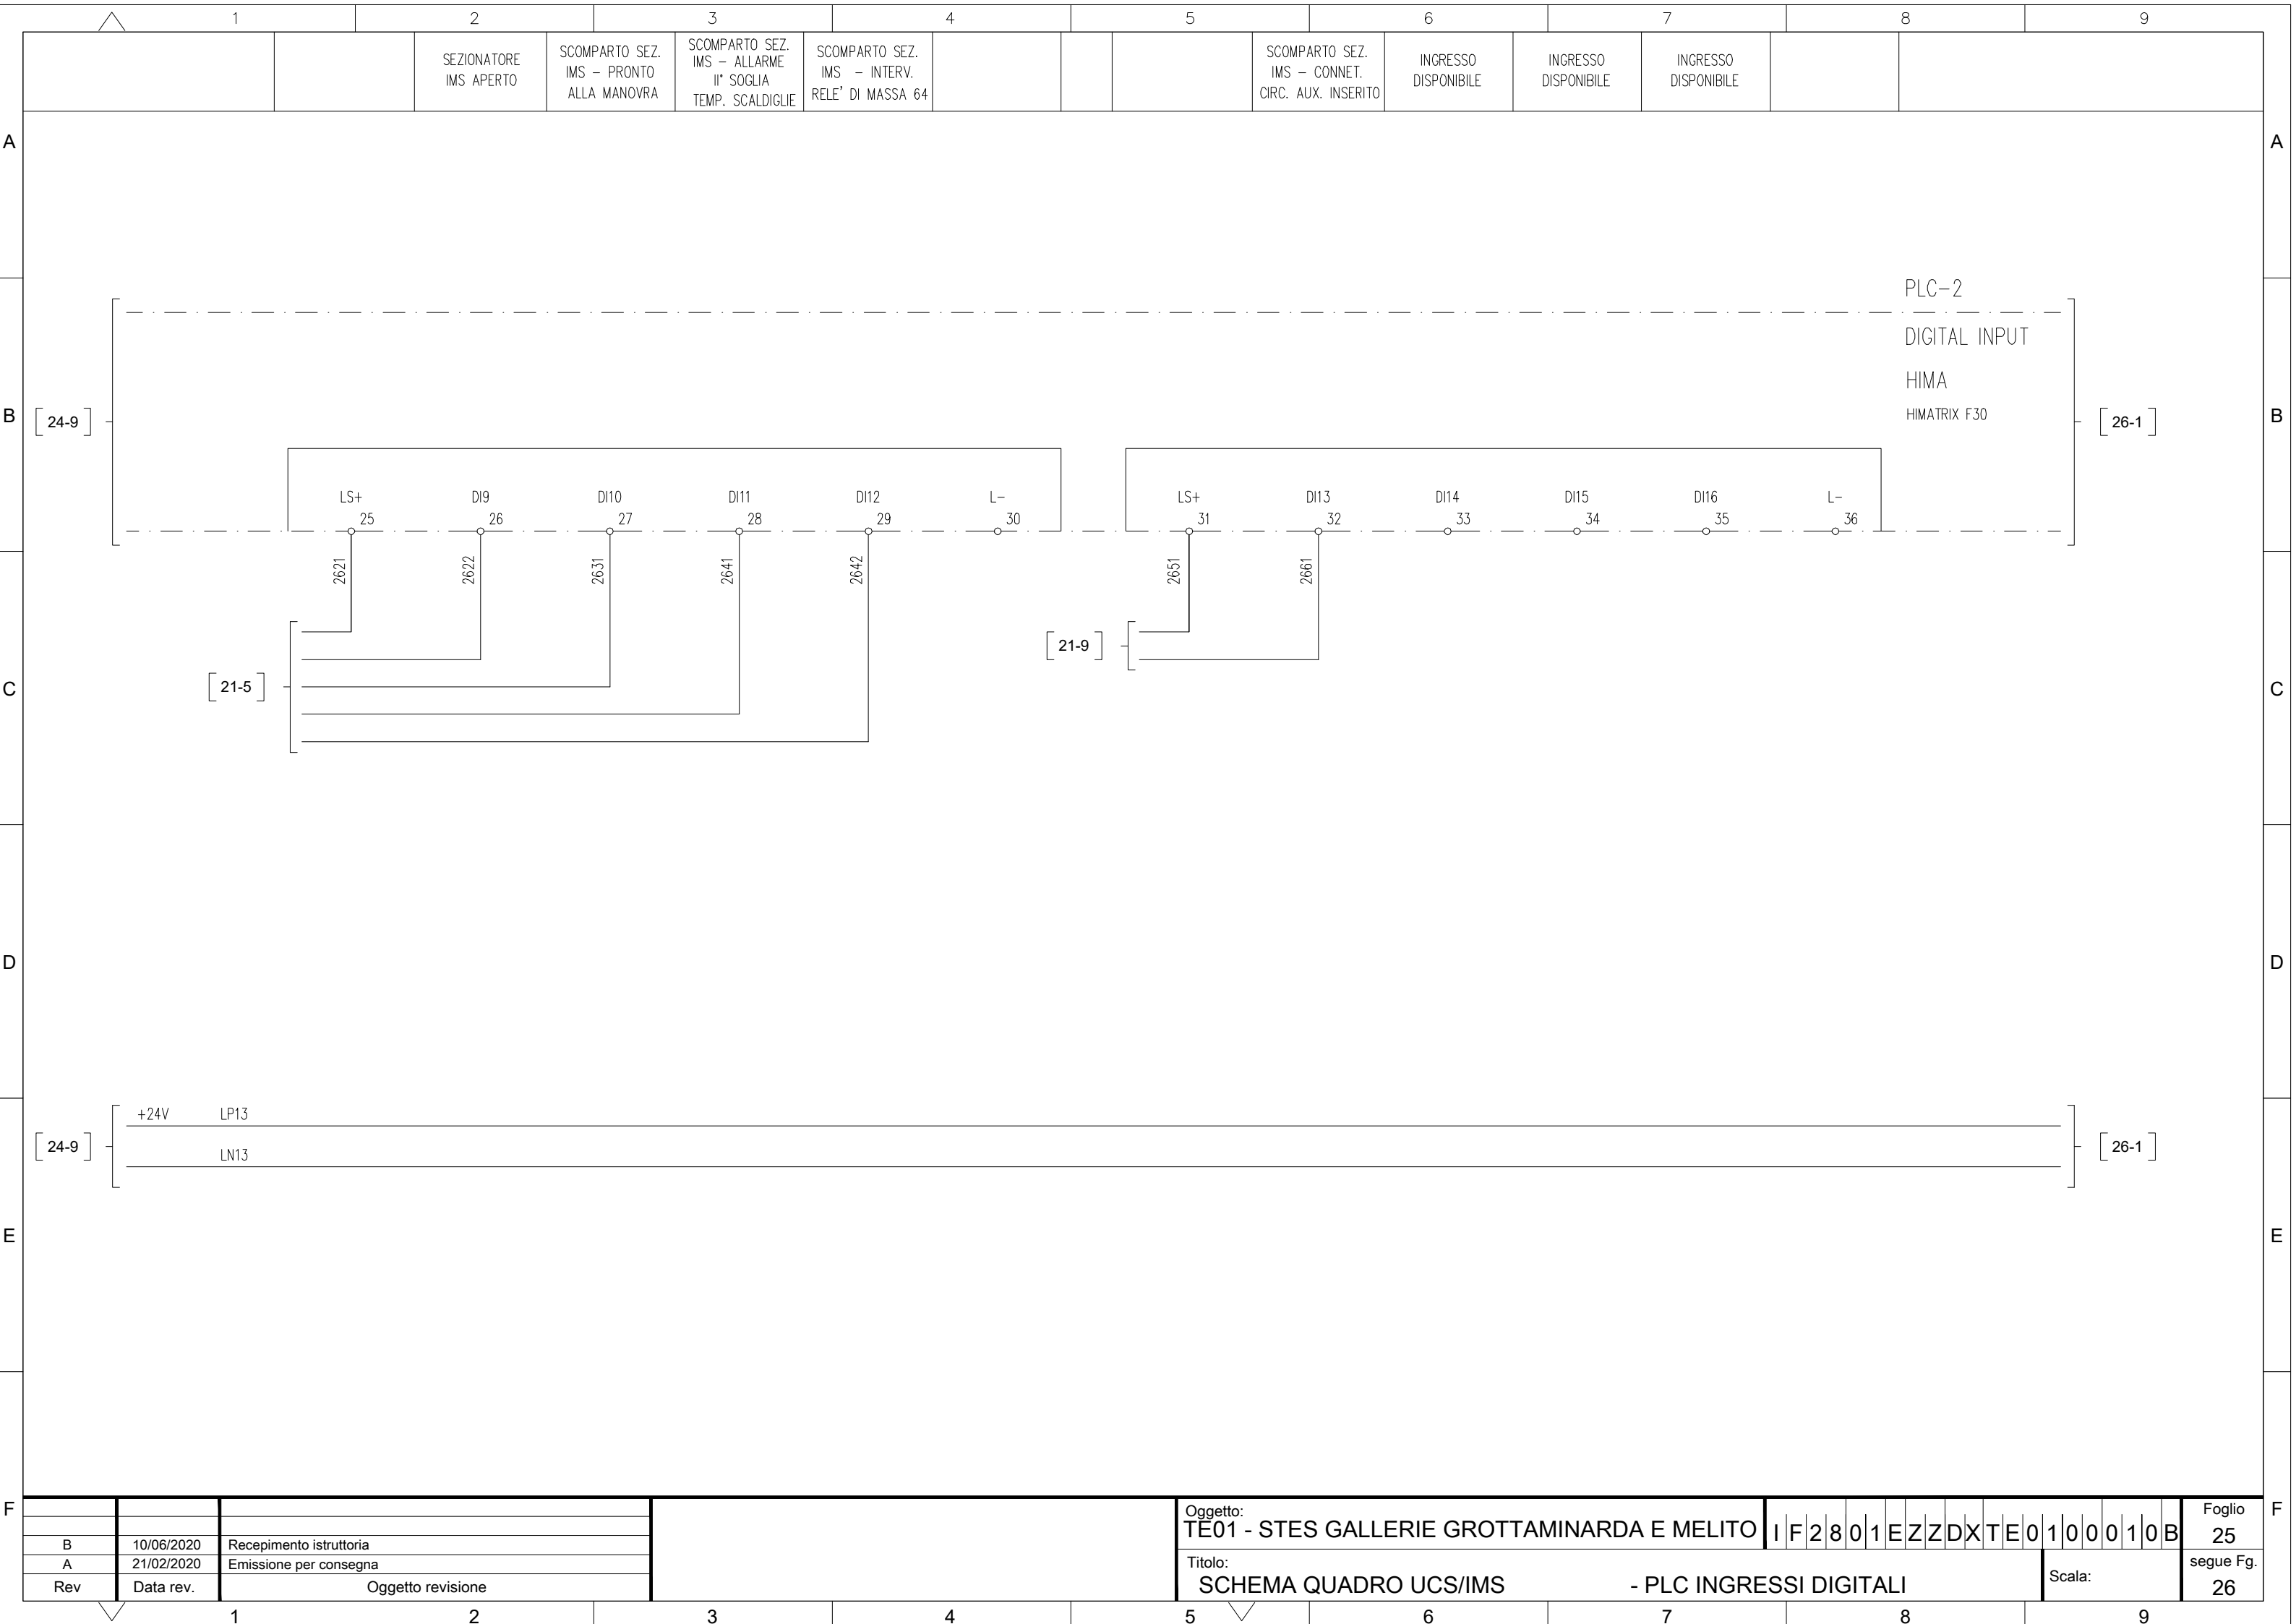 1 2 3 4 5 6 7 8 9
SEZIONATORE
IMS APERTO
SCOMPARTO SEZ.
IMS - PRONTO
ALLA MANOVRA
SCOMPARTO SEZ.
IMS - ALLARME
II° SOGLIA
TEMP. SCALDIGLIE
SCOMPARTO SEZ.
IMS - INTERV.
RELE' DI MASSA 64
SCOMPARTO SEZ.
IMS - CONNET.
CIRC. AUX. INSERITO
INGRESSO
DISPONIBILE
INGRESSO
DISPONIBILE
INGRESSO
DISPONIBILE
A A
PLC-2
DIGITAL INPUT
HIMA
HIMATRIX F30
B 24-9 26-1 B
LS+ DI9 DI10 DI11 DI12 L- LS+ DI13 DI14 DI15 DI16 L-
25 26 27 28 29 30 31 32 33 34 35 36
2621 2622 2631 2641 2642 2651 2661
21-9
C 21-5 C
D D
+24V LP13
24-9 26-1
LN13
E E
F F
B 10/06/2020 Recepimento istruttoria
A 21/02/2020 Emissione per consegna
Rev Data rev. Oggetto revisione
Oggetto:
TE01 - STES GALLERIE GROTTAMINARDA E MELITO
IF2801EZZDXTE0100010B
Foglio
25
Titolo:
SCHEMA QUADRO UCS/IMS - PLC INGRESSI DIGITALI
Scala:
segue Fg.
26
1 2 3 4 5 6 7 8 9